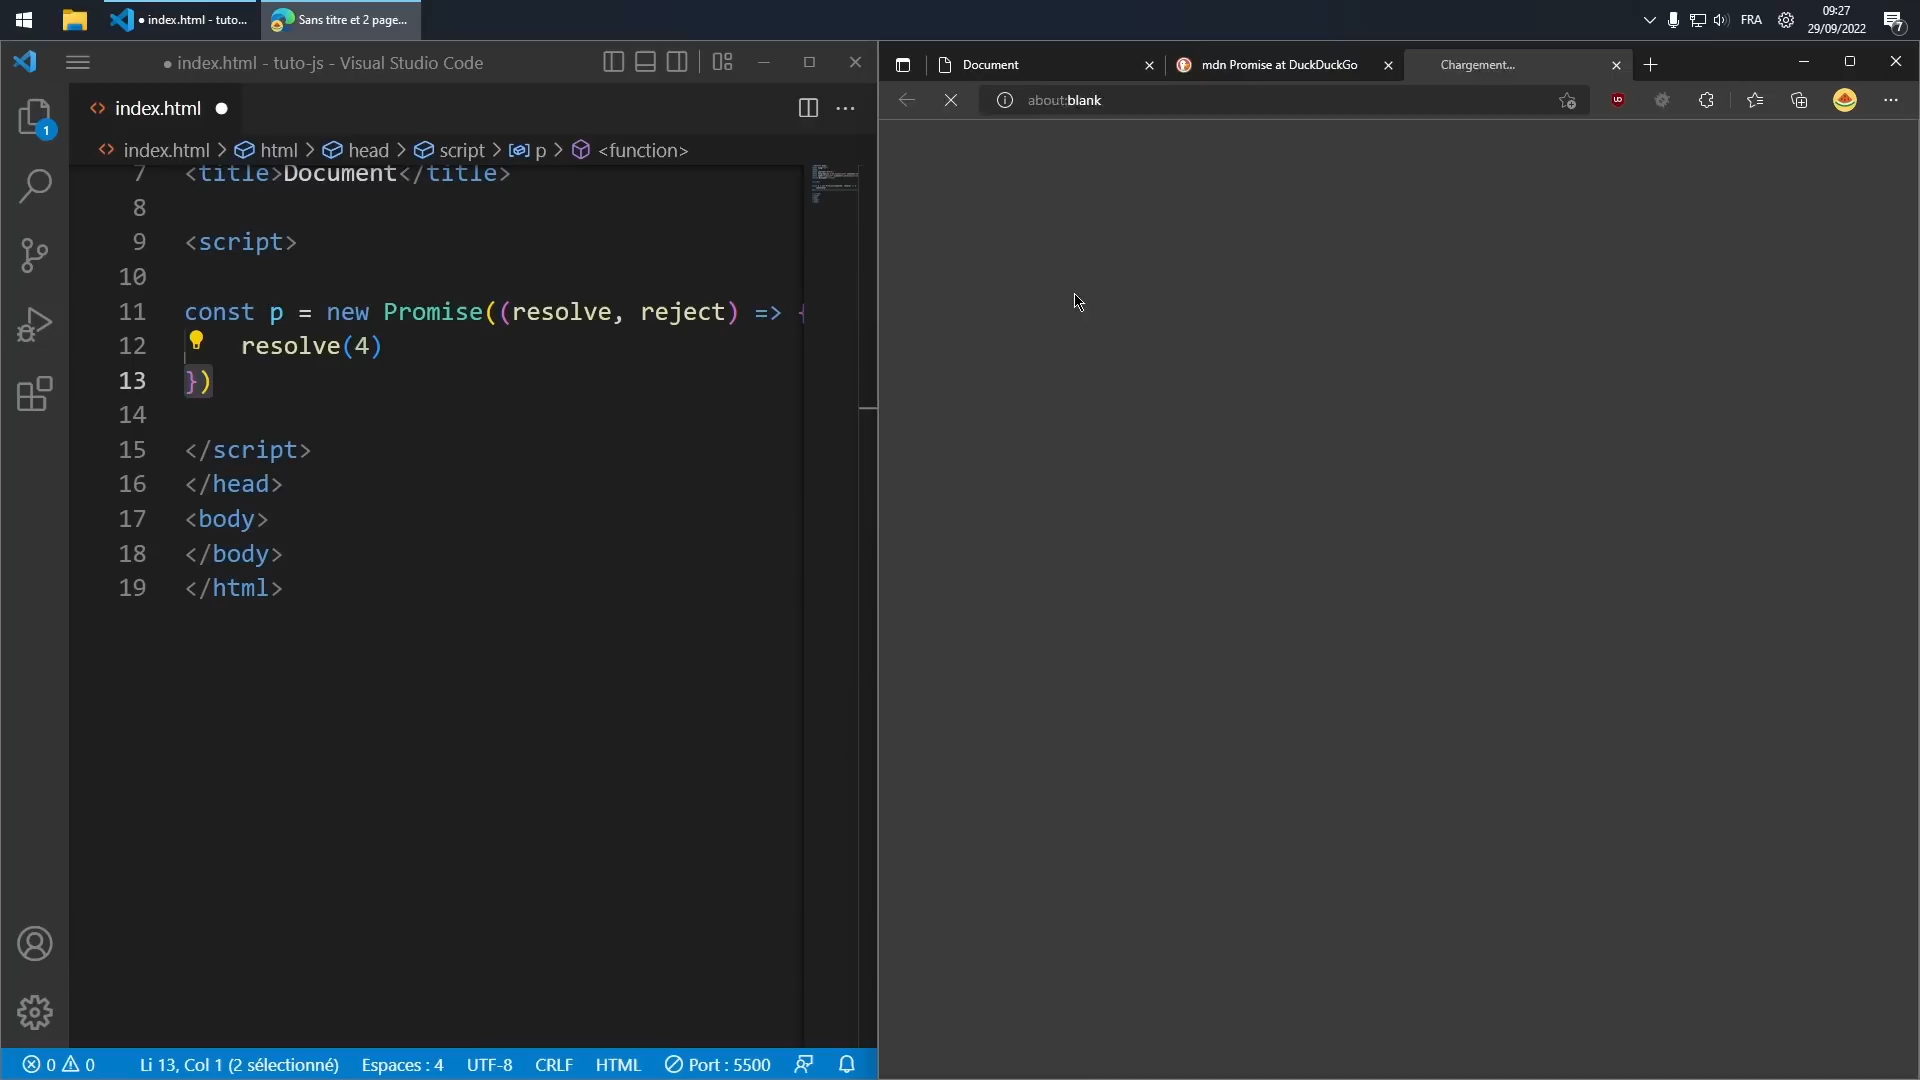 index.html - tuto...
Sans titre et 2 page...
FRA
09:27
29/09/2022
7
index.html - tuto-js - Visual Studio Code
index.html
1
index.html > html > head > script > p > <function>
7 <title>Document</title>
8
9 <script>
10
11 const p = new Promise((resolve, reject) => {
12 resolve(4)
13 })
14
15 </script>
16 </head>
17 <body>
18 </body>
19 </html>
0 0
Li 13, Col 1 (2 sélectionné)
Espaces : 4
UTF-8
CRLF
HTML
Port : 5500
Document
mdn Promise at DuckDuckGo
Chargement...
about:blank